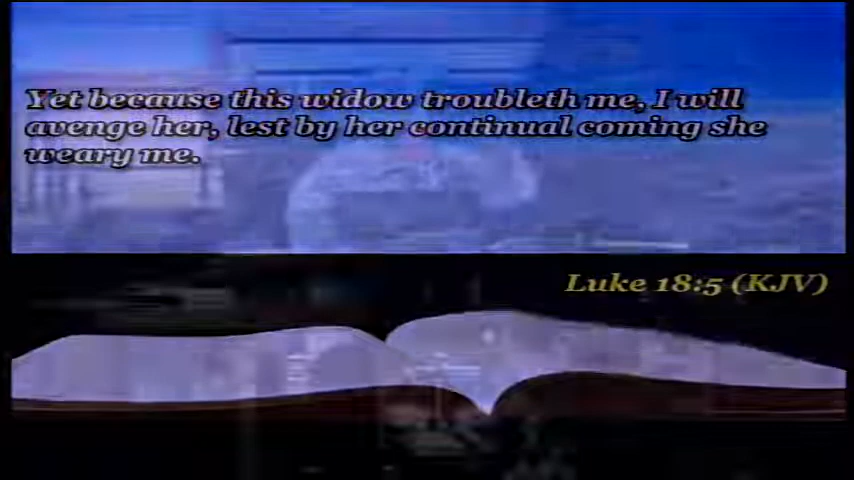 Yet because this widow troubleth me, I will
avenge her, lest by her continual coming she
weary me.
Luke 18:5 (KJV)